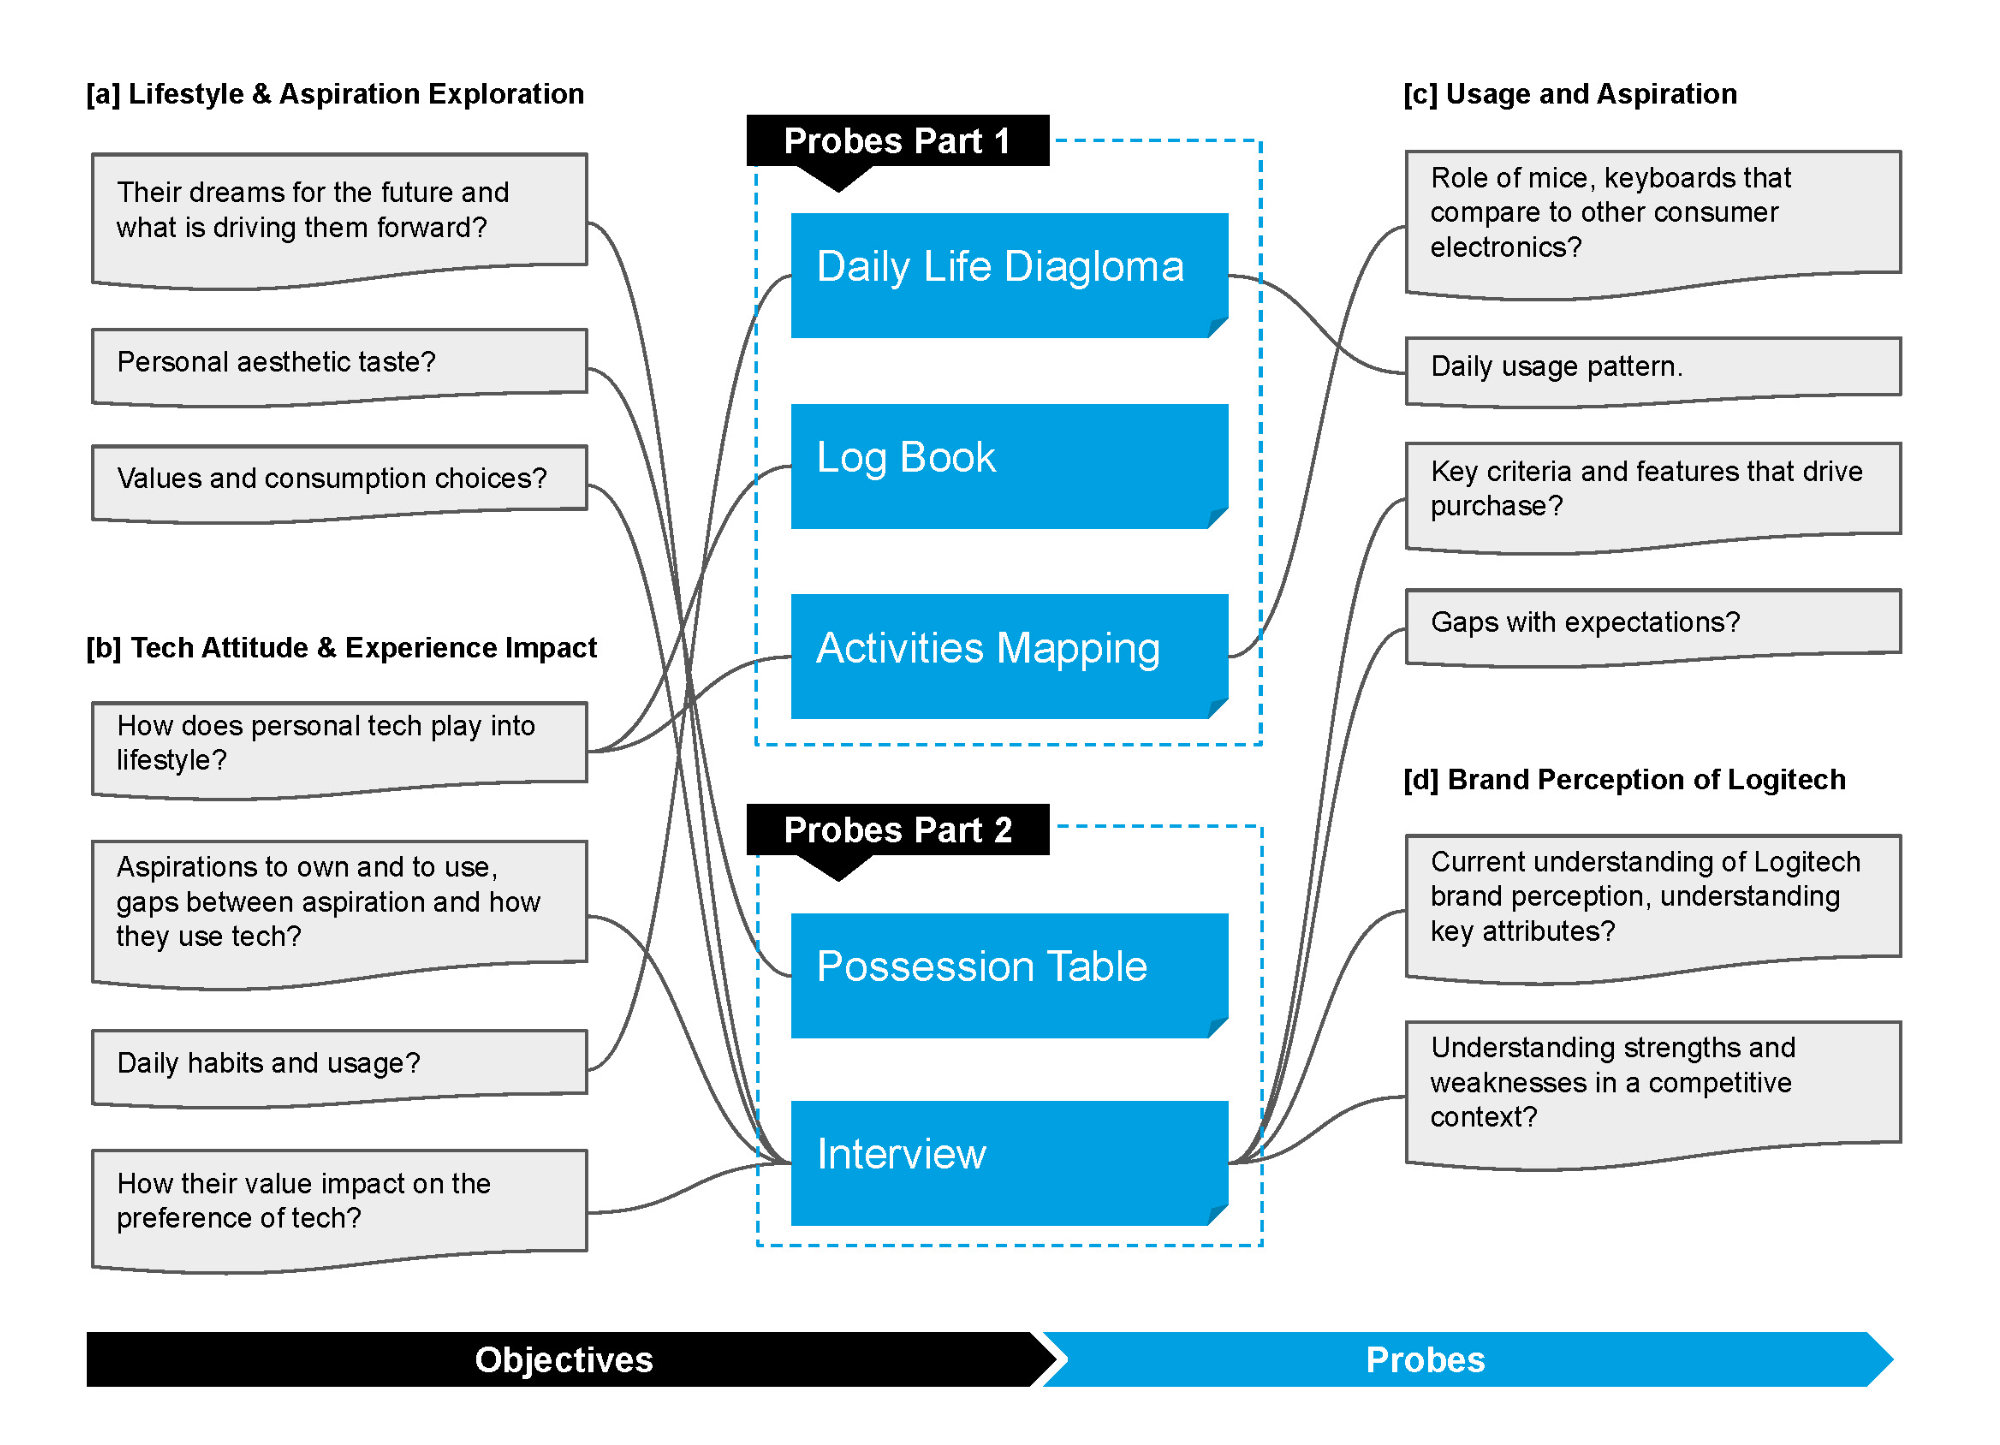 [a] Lifestyle & Aspiration Exploration
Their dreams for the future and
what is driving them forward?
Personal aesthetic taste?
Values and consumption choices?
[b] Tech Attitude & Experience Impact
How does personal tech play into
lifestyle?
Aspirations to own and to use,
gaps between aspiration and how
they use tech?
Daily habits and usage?
How their value impact on the
preference of tech?
Probes Part 1
Daily Life Diagloma
Log Book
Activities Mapping
Probes Part 2
Possession Table
Interview
[c] Usage and Aspiration
Role of mice, keyboards that
compare to other consumer
electronics?
Daily usage pattern.
Key criteria and features that drive
purchase?
Gaps with expectations?
[d] Brand Perception of Logitech
Current understanding of Logitech
brand perception, understanding
key attributes?
Understanding strengths and
weaknesses in a competitive
context?
Objectives
Probes